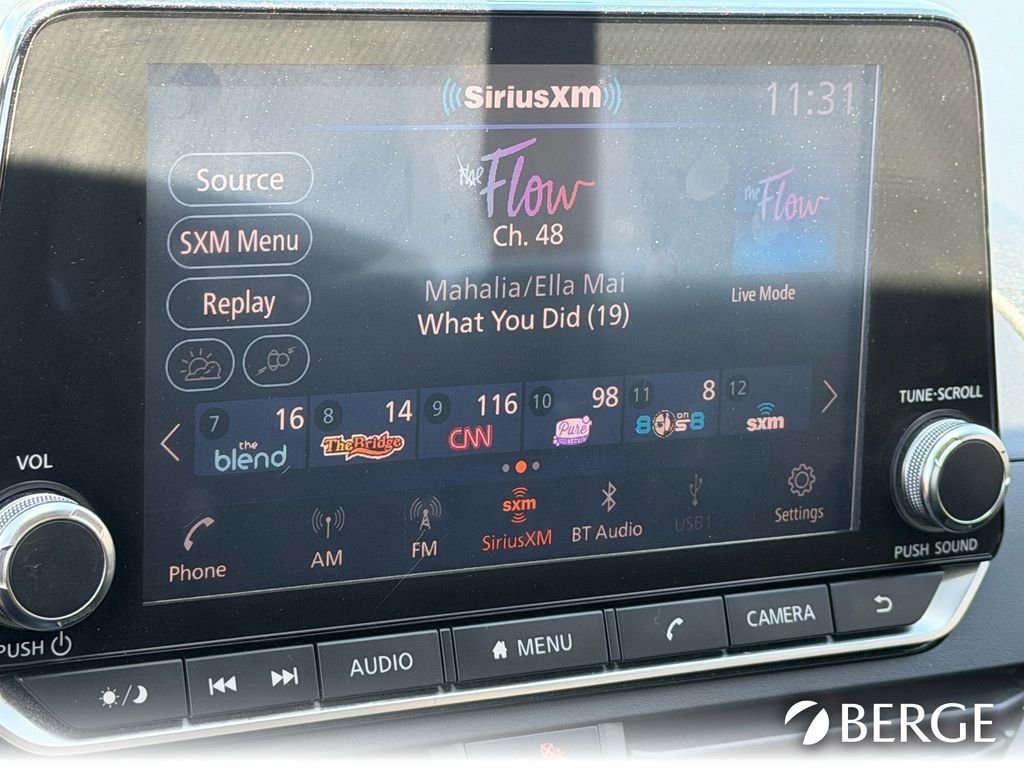 SiriusXM
11:31
the Flow
Ch. 48
Source
SXM Menu
Replay
the Flow
Live Mode
Mahalia/Ella Mai
What You Did (19)
7 16 the blend
8 14 The Bridge
9 116 CNN
10 98 Pure
11 8 80s on 8
12 sxm
Phone
AM
FM
sxm
SiriusXM
BT Audio
USB1
Settings
VOL
PUSH
TUNE·SCROLL
PUSH SOUND
AUDIO
MENU
CAMERA
BERGE